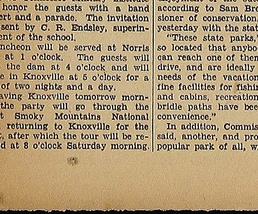 honor the guests with a band
ert and a parade. The invitation
sent by C. R. Endsley, superin-
ent of the school.
ncheon will be served at Norris
at 1 o'clock. The guests will
the dam at 4 o'clock and will
e in Knoxville at 5 o'clock for a
of two nights and a day.
aving Knoxville tomorrow morn-
the party will go through the
t Smoky Mountains National
returning to Knoxville for the
t, after which the tour will be re-
d at 8 o'clock Saturday morning.
according to Sam Bro
sioner of conservation,
yesterday with the stat
"These state parks,
so located that anybo
can reach one of them
drive, and are ideally
needs of the vacation
fine facilities for fishi
and cabins, recreation
bridle paths have been
convenience."
In addition, Commis
said, another, and pro
popular park of all, w